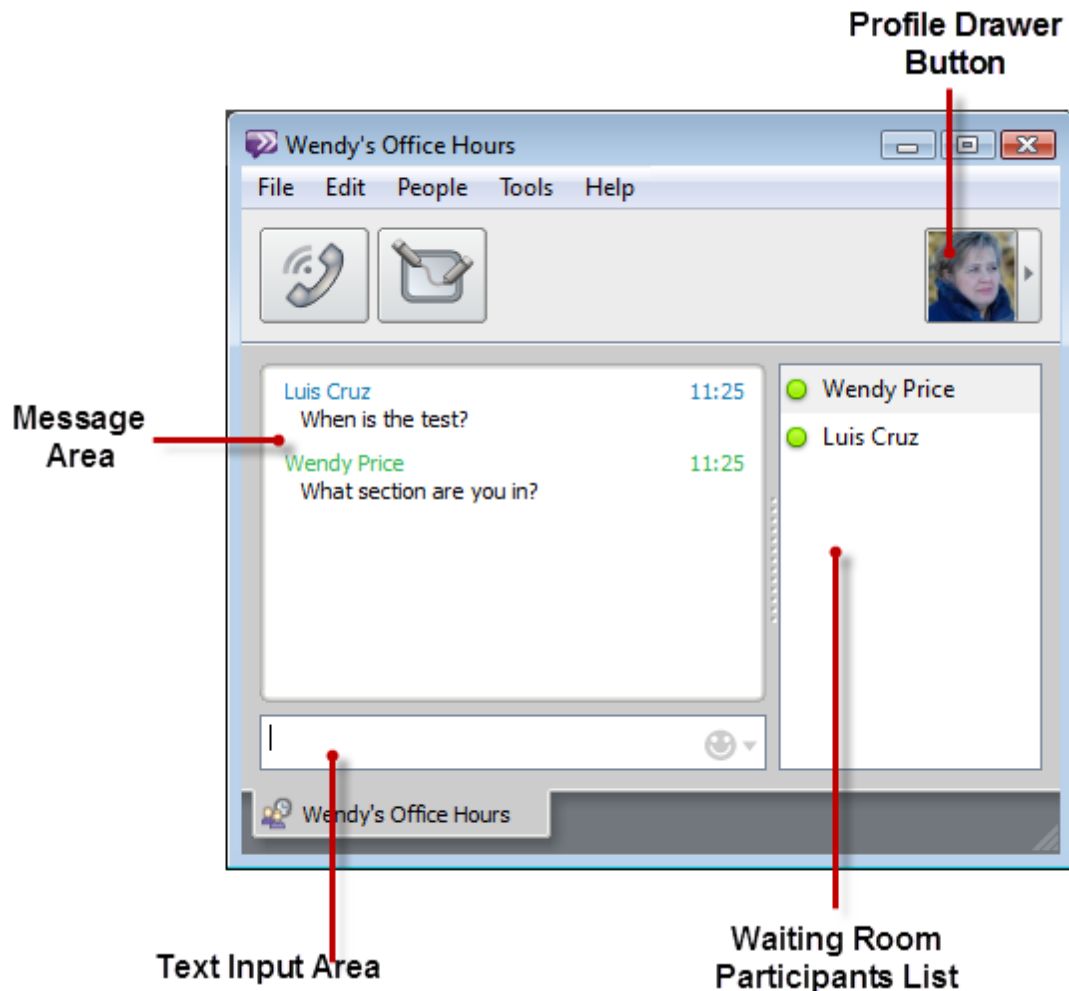 Profile Drawer
Button
Wendy's Office Hours
File Edit People Tools Help
Luis Cruz 11:25
When is the test?
Wendy Price 11:25
What section are you in?
Wendy Price
Luis Cruz
Message
Area
Wendy's Office Hours
Text Input Area
Waiting Room
Participants List